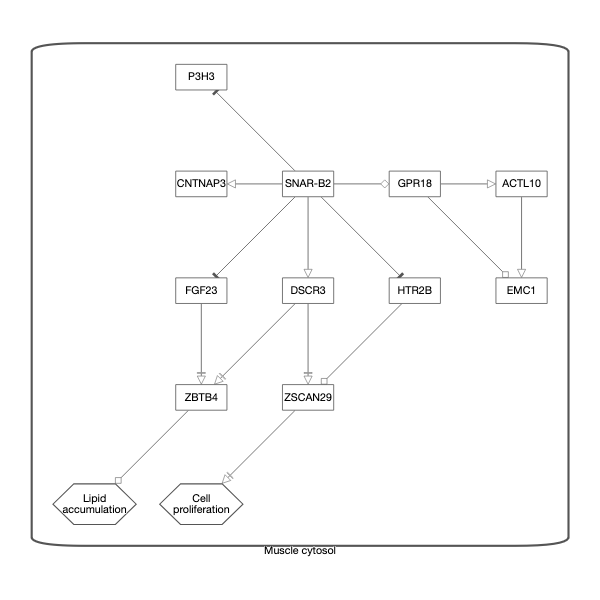 P3H3
CNTNAP3
SNAR-B2
GPR18
ACTL10
FGF23
DSCR3
HTR2B
EMC1
ZBTB4
ZSCAN29
Lipid
accumulation
Cell
proliferation
Muscle cytosol